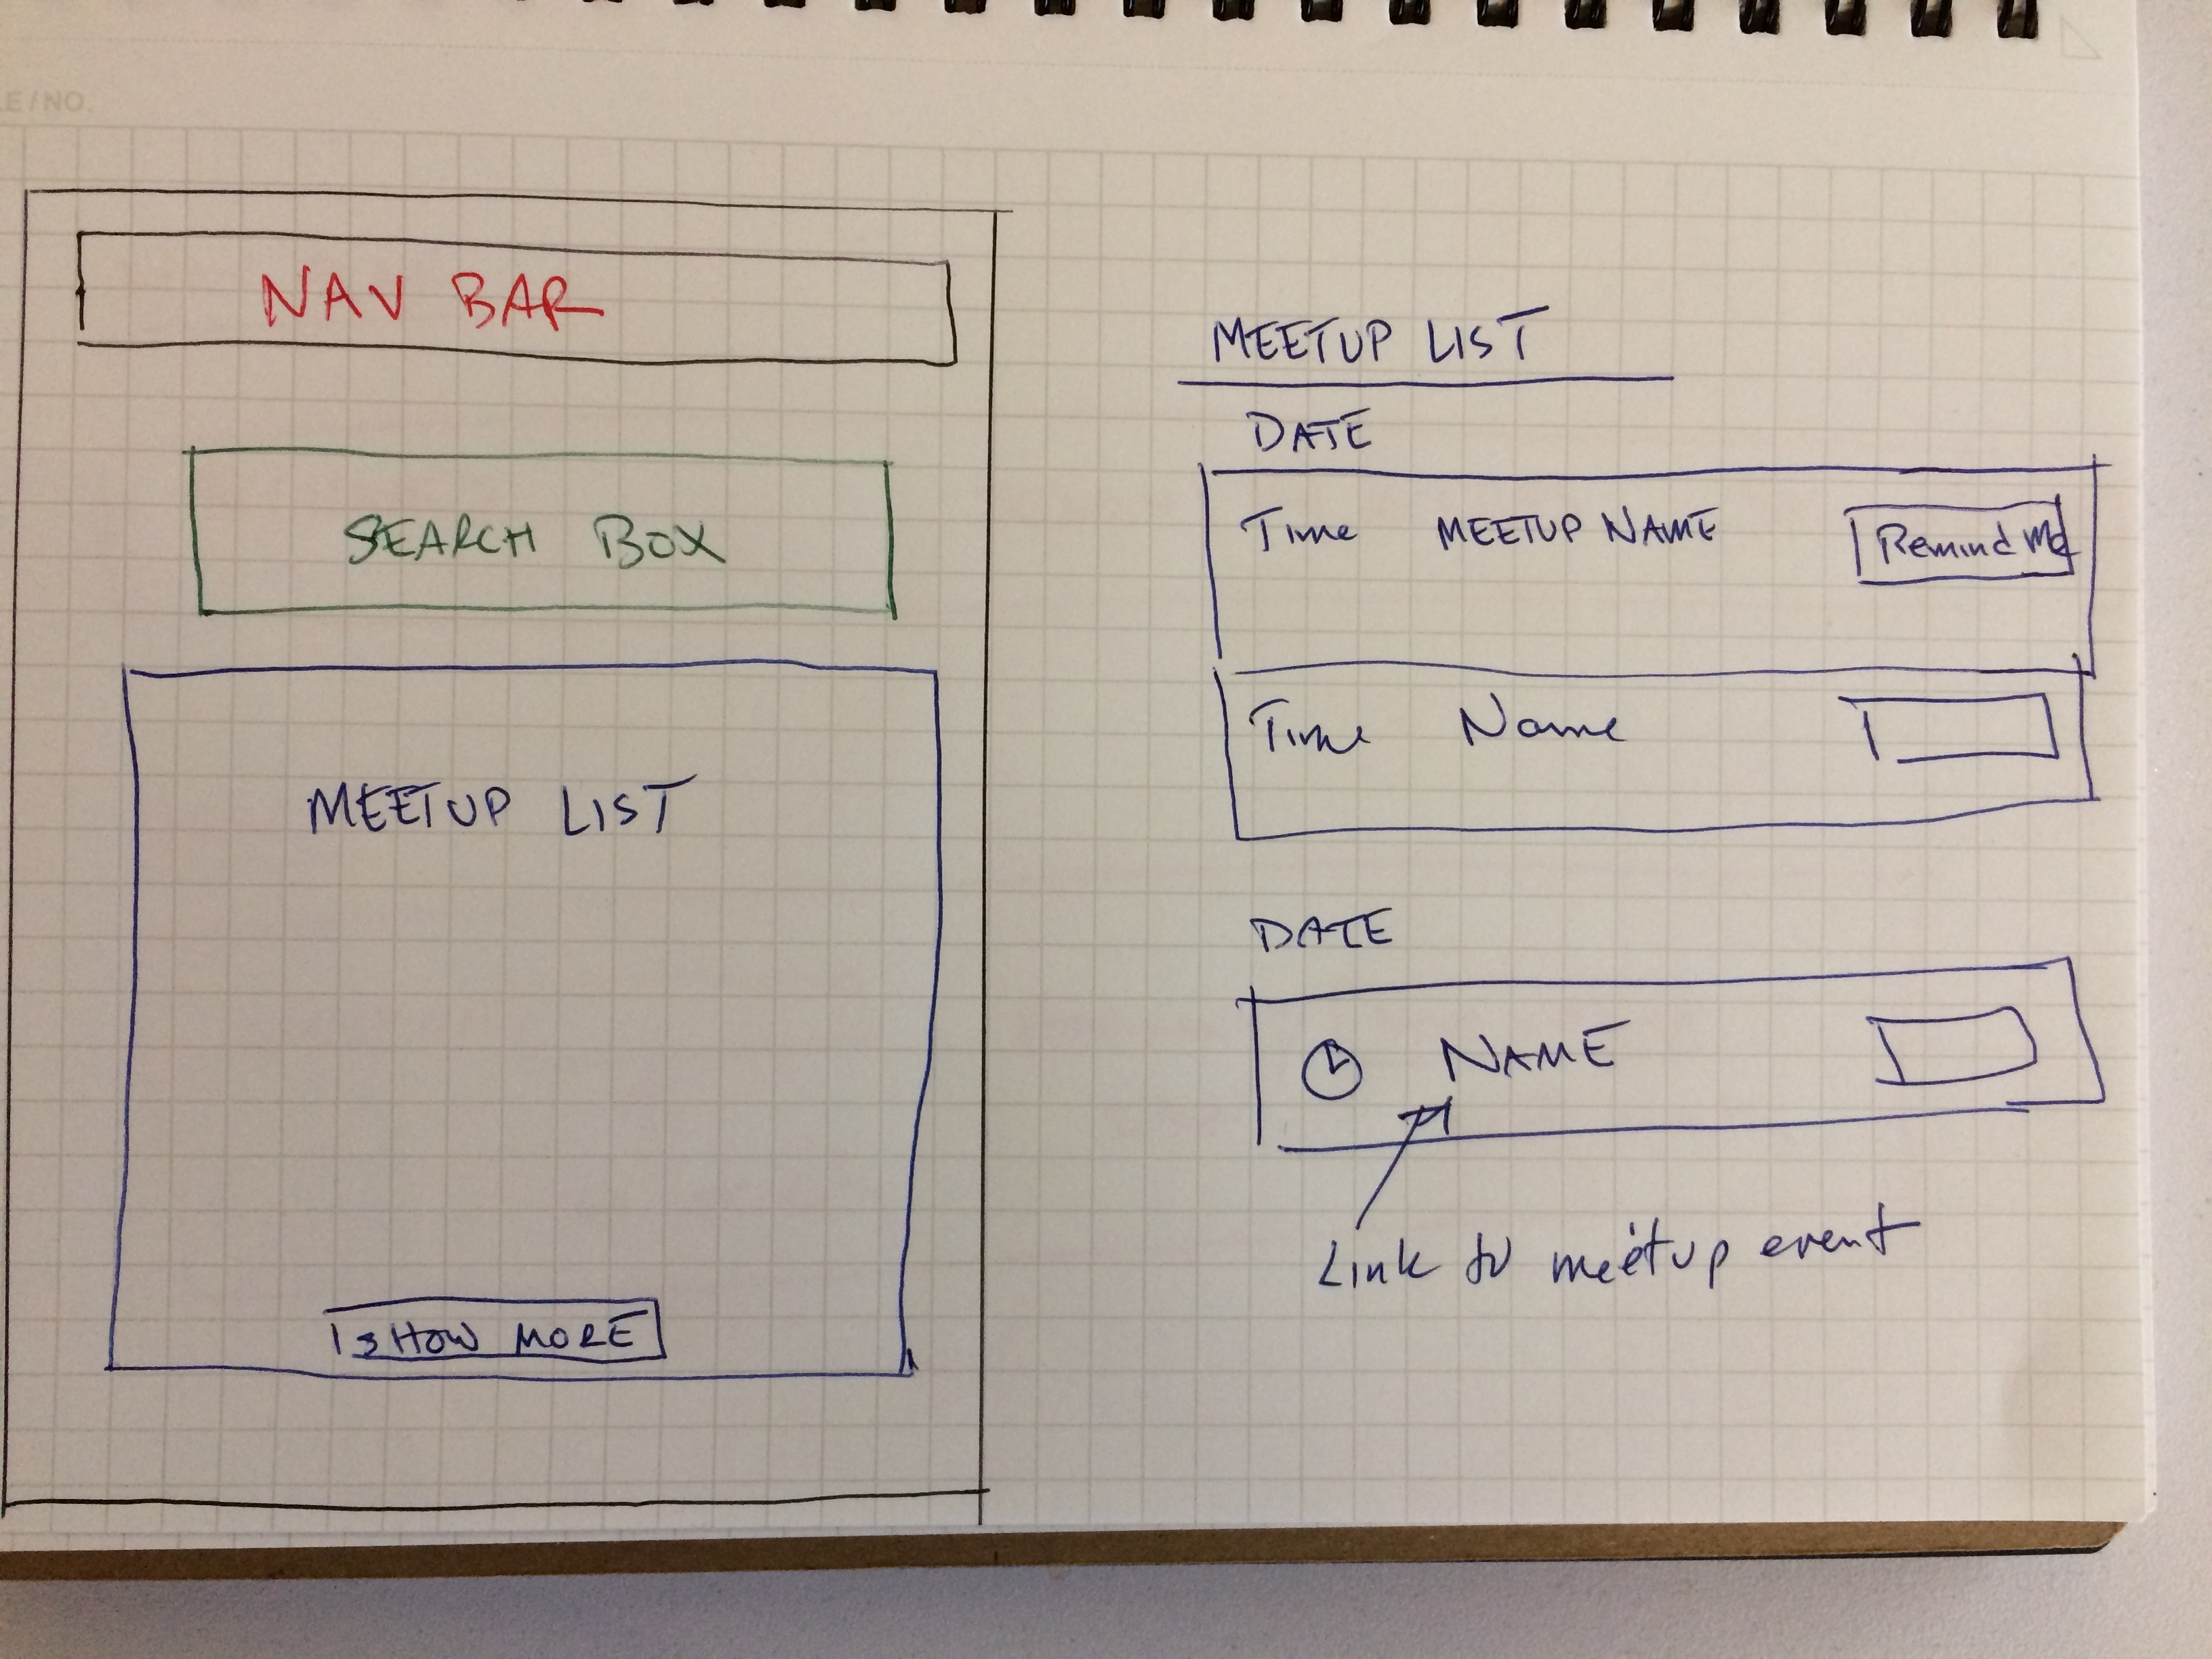 E/NO.
NAV BAR
SEARCH BOX
MEETUP LIST
SHOW MORE
MEETUP LIST
DATE
Time MEETUP NAME Remind Me
Time Name
DATE
NAME
Link to meetup event